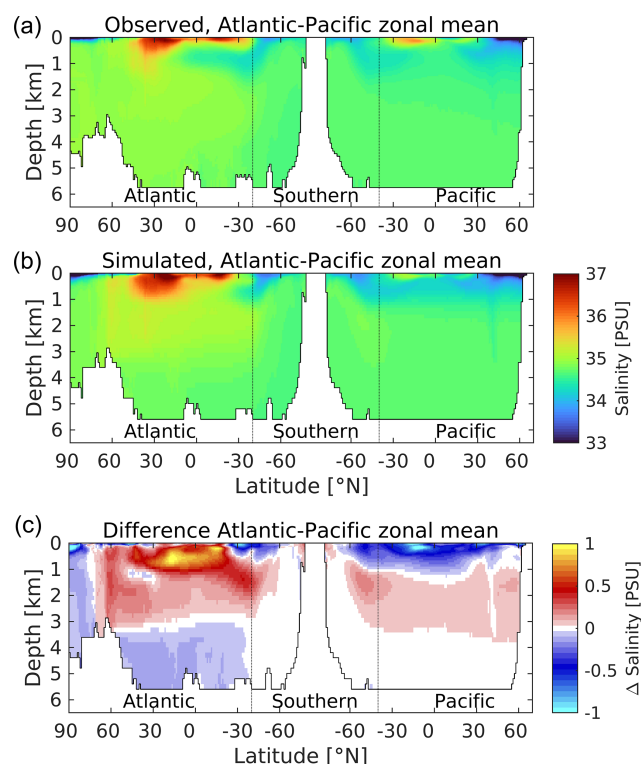 (a)
Observed, Atlantic-Pacific zonal mean
0
1
2
3
4
5
6
Depth [km]
Atlantic
Southern
Pacific
90 60 30 0 -30 -60 -60 -30 0 30 60
(b)
Simulated, Atlantic-Pacific zonal mean
0
1
2
3
4
5
6
Depth [km]
Atlantic
Southern
Pacific
90 60 30 0 -30 -60 -60 -30 0 30 60
Latitude [°N]
37
36
35
34
33
Salinity [PSU]
(c)
Difference Atlantic-Pacific zonal mean
0
1
2
3
4
5
6
Depth [km]
Atlantic
Southern
Pacific
90 60 30 0 -30 -60 -60 -30 0 30 60
Latitude [°N]
1
0.5
0
-0.5
-1
Δ Salinity [PSU]